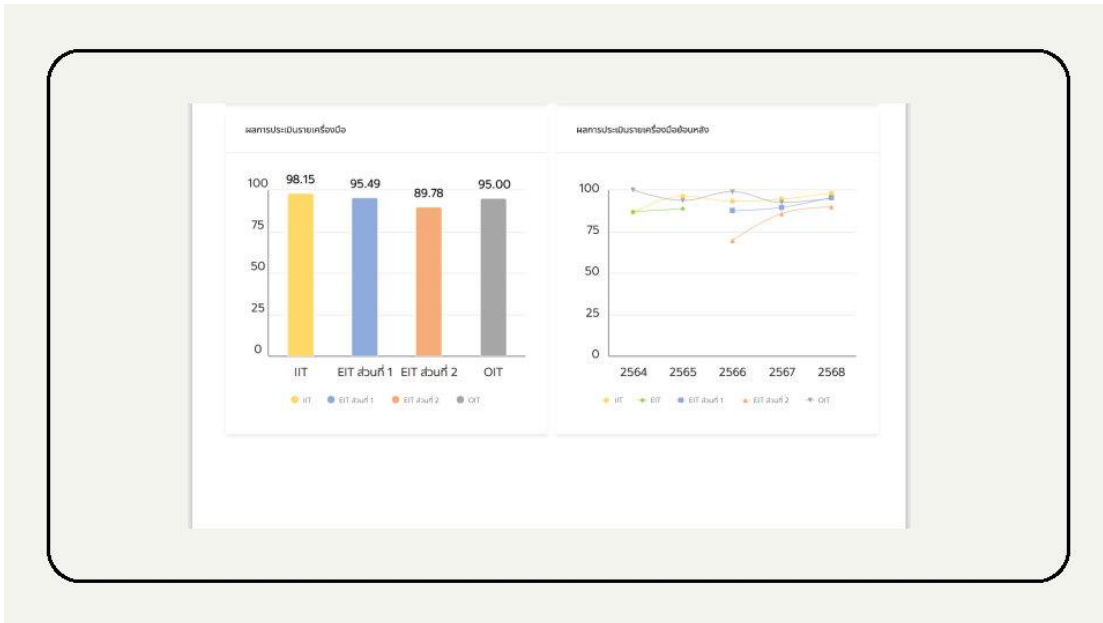 ผลการประเมินรายเครื่องมือ
100
75
50
25
0
98.15
95.49
89.78
95.00
IIT
EIT ส่วนที่ 1
EIT ส่วนที่ 2
OIT
IIT
EIT ส่วนที่ 1
EIT ส่วนที่ 2
OIT
ผลการประเมินรายเครื่องมือย้อนหลัง
100
75
50
25
0
2564
2565
2566
2567
2568
IIT
EIT
EIT ส่วนที่ 1
EIT ส่วนที่ 2
OIT